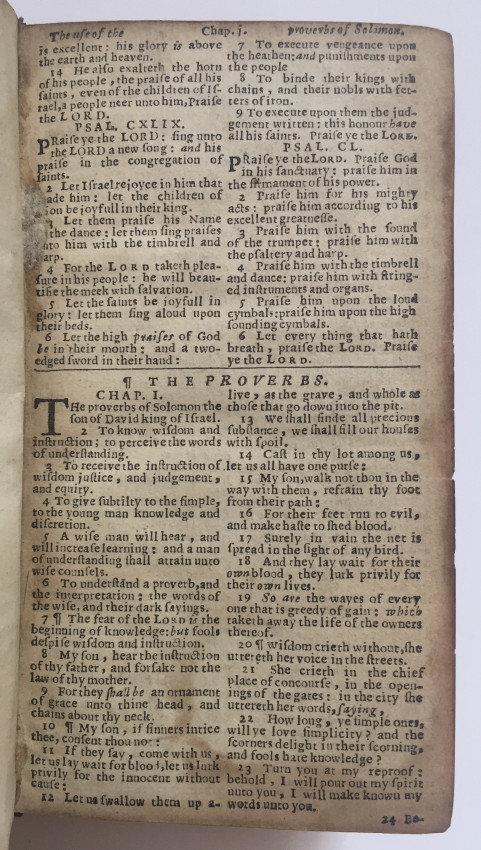 The use of the Chap. j. proverbs of Solomon.
is excellent: his glory is above
the earth and heaven.
14 He also exalteth the horn
of his people, the praise of all his
saints, even of the children of Is-
rael, a people neer unto him, Praise
the LORD.
PSAL. CXLIX.
PRaise ye the LORD: sing unto
the LORD a new song: and his
praise in the congregation of
saints.
2 Let Israel rejoyce in him that
ade him: let the children of
on be joyfull in their king.
Let them praise his Name
the dance: let them sing praises
nto him with the timbrell and
arp.
4 For the LORD taketh plea-
sure in his people: he will beau-
tifie the meek with salvation.
5 Let the saints be joyfull in
glory: let them sing aloud upon
their beds.
6 Let the high praises of God
be in their mouth: and a two-
edged sword in their hand:
7 To execute vengeance upon
the heathen: and punishments upon
the people
8 To binde their kings with
chains, and their nobls with fet-
ters of iron.
9 To execute upon them the jud-
gement written: this honour have
all his saints. Praise ye the LORD.
PSAL. CL.
PRaise ye the LORD. Praise God
in his sanctuary: praise him in
the firmament of his power.
2 Praise him for his mighty
acts: praise him according to his
excellent greatnesse.
3 Praise him with the sound
of the trumper: praise him with
the psaltery and harp.
4 Praise him with the timbrell
and dance: praise him with string-
ed instruments and organs.
5 Praise him upon the loud
cymbals: praise him upon the high
sounding cymbals.
6 Let every thing that hath
breath, praise the LORD. Praise
ye the LORD.
¶ THE PROVERBS.
CHAP. I.
THe proverbs of Solomon the
son of David king of Israel.
2 To know wisdom and
instruction; to perceive the words
of understanding.
3 To receive the instruction of
wisdom justice, and judgement,
and equity.
4 To give subtilty to the simple,
to the young man knowledge and
discretion.
5 A wise man will hear, and
will increase learning: and a man
of understanding shall attain unto
wise counsels.
6 To understand a proverb, and
the interpretation: the words of
the wise, and their dark sayings.
7 ¶ The fear of the LORD is the
beginning of knowledge: but fools
despise wisdom and instruction.
8 My son, hear the instruction
of thy father, and forsake not the
law of thy mother.
9 For they shall be an ornament
of grace unto thine head, and
chains about thy neck.
10 ¶ My son, if sinners intice
thee, consent thou not:
11 If they say, come with us,
let us lay wait for blood, let us lurk
privily for the innocent without
cause:
12 Let us swallow them up a-
live, as the grave, and whole as
those that go down into the pit.
13 We shall finde all precious
substance, we shall fill our houses
with spoil.
14 Cast in thy lot among us,
let us all have one purse:
15 My son, walk not thou in the
way with them, refrain thy foot
from their path:
16 For their feet run to evil,
and make haste to shed blood.
17 Surely in vain the net is
spread in the sight of any bird.
18 And they lay wait for their
own blood, they lurk privily for
their own lives.
19 So are the wayes of every
one that is greedy of gain: which
taketh away the life of the owners
thereof.
20 ¶ Wisdom crieth without, she
uttereth her voice in the streets.
21 She crieth in the chief
place of concourse, in the open-
ings of the gates: in the city she
uttereth her words, saying,
22 How long, ye simple ones,
will ye love simplicity? and the
scorners delight in their scorning,
and fools hate knowledge?
23 Turn you at my reproof:
behold, I will pour out my spirit
unto you, I will make known my
words unto you.
24 Be-